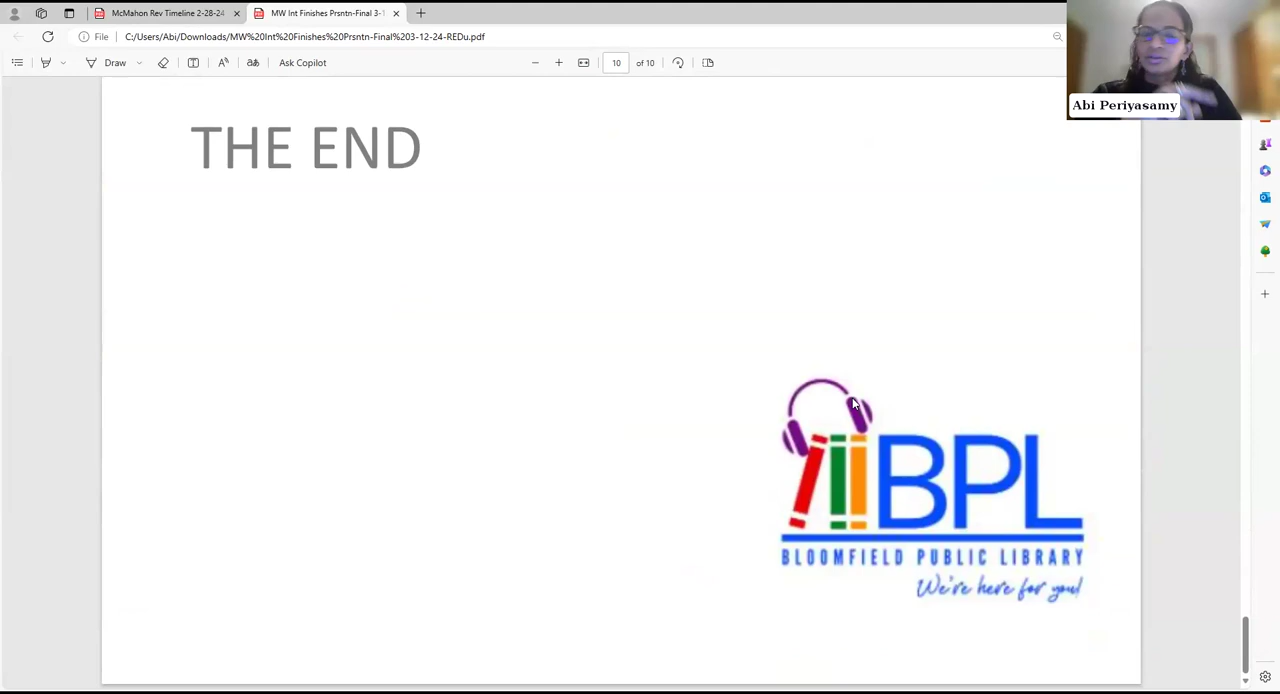 McMahon Rev Timeline 2-28-24
MW Int Finishes Prsntn-Final 3-1
File
C:/Users/Abi/Downloads/MW%20Int%20Finishes%20Prsntn-Final%203-12-24-REDu.pdf
Draw
Ask Copilot
10 of 10
Abi Periyasamy
THE END
BPL
BLOOMFIELD PUBLIC LIBRARY
We're here for you!